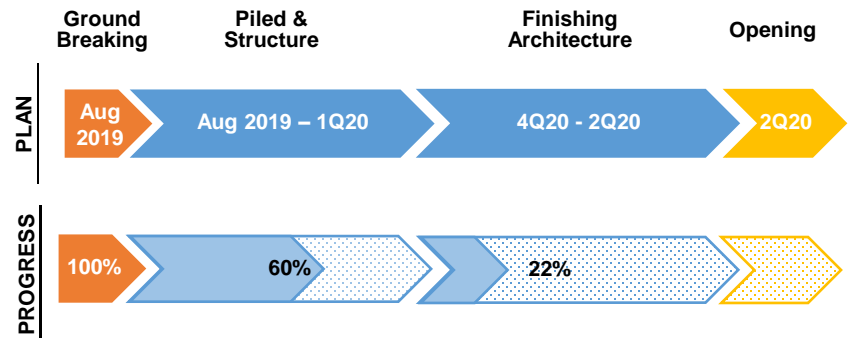 Ground
Breaking
Piled &
Structure
Finishing
Architecture
Opening
PLAN
Aug
2019
Aug 2019 – 1Q20
4Q20 - 2Q20
2Q20
PROGRESS
100%
60%
22%